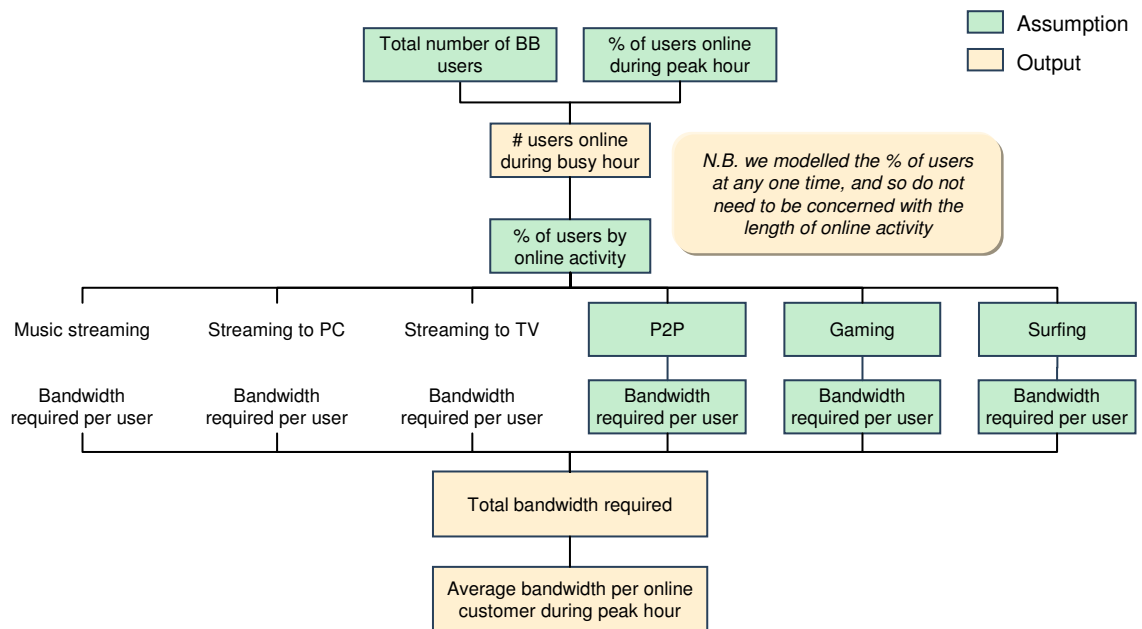 Assumption
Output
Total number of BB
users
% of users online
during peak hour
# users online
during busy hour
N.B. we modelled the % of users
at any one time, and so do not
need to be concerned with the
length of online activity
% of users by
online activity
Music streaming
Streaming to PC
Streaming to TV
P2P
Gaming
Surfing
Bandwidth
required per user
Bandwidth
required per user
Bandwidth
required per user
Bandwidth
required per user
Bandwidth
required per user
Bandwidth
required per user
Total bandwidth required
Average bandwidth per online
customer during peak hour